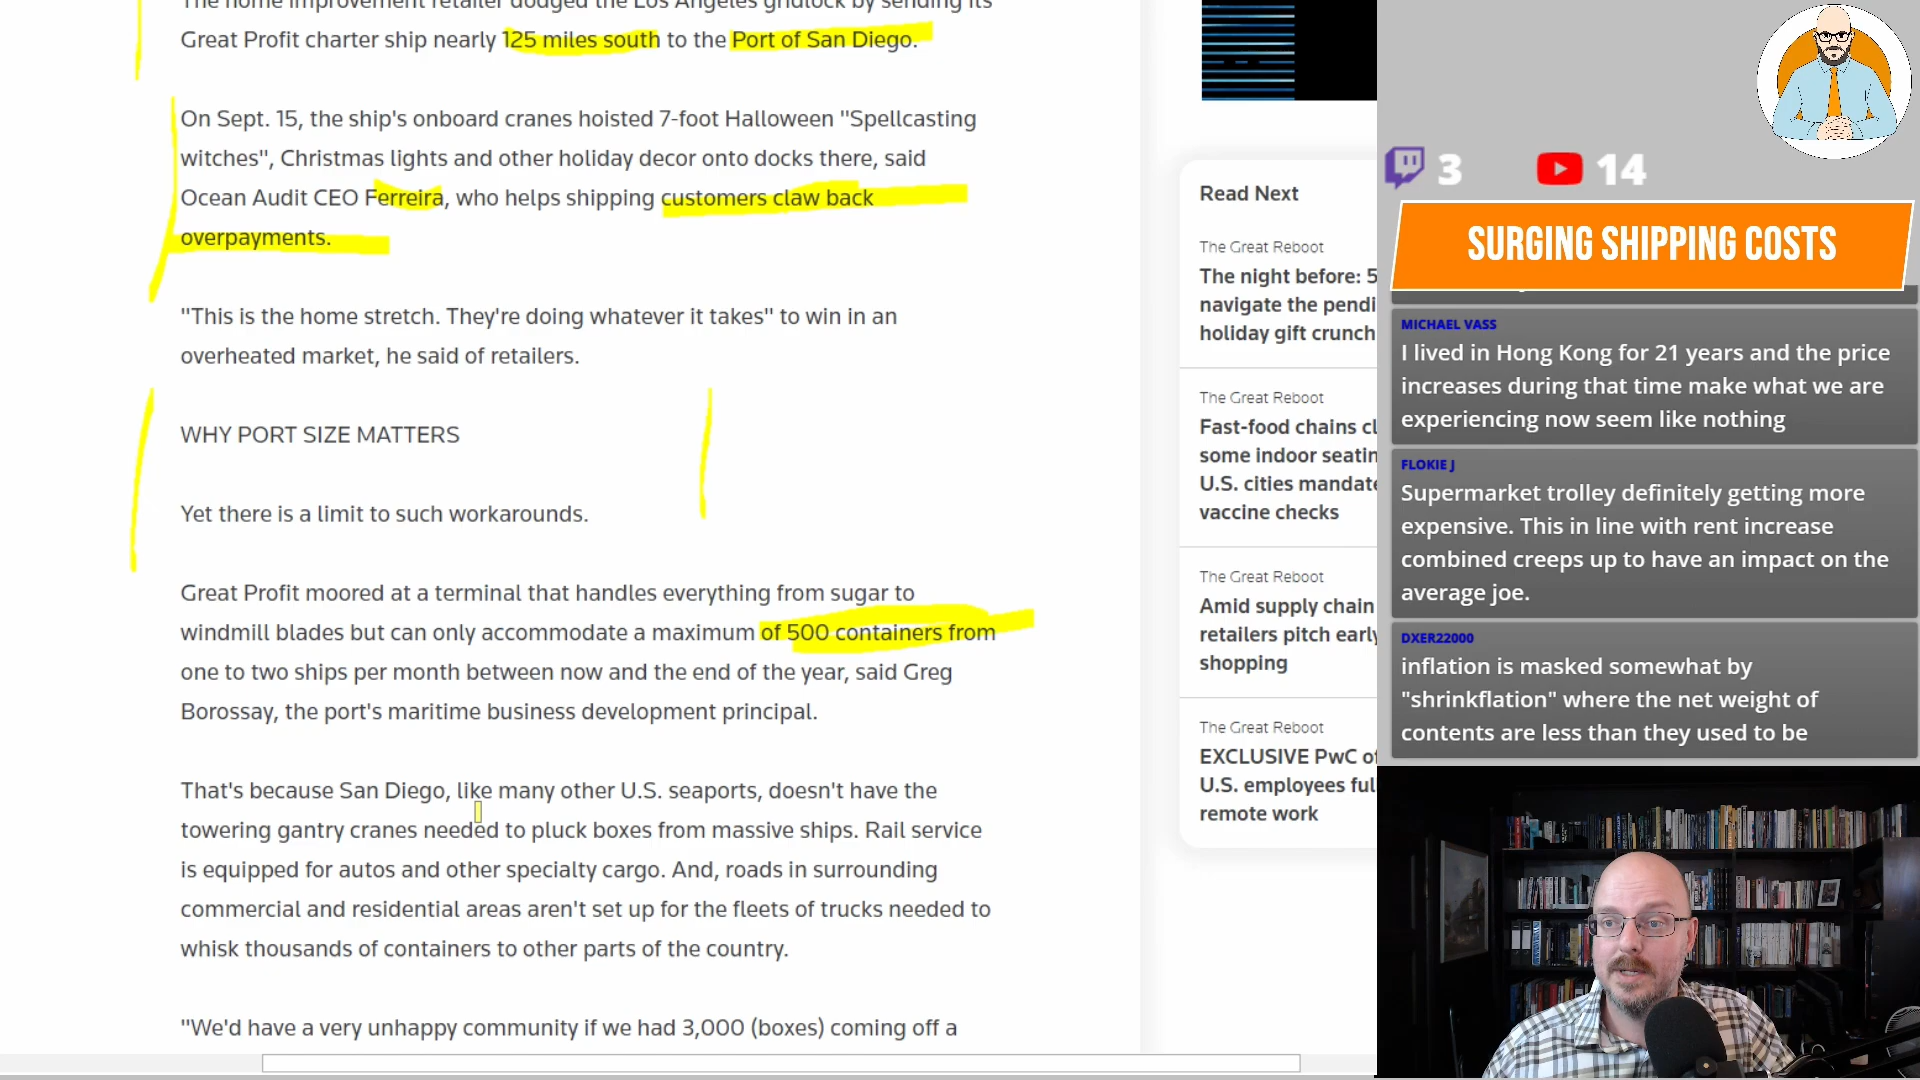 The home improvement retailer dodged the Los Angeles gridlock by sending its
Great Profit charter ship nearly 125 miles south to the Port of San Diego.
On Sept. 15, the ship's onboard cranes hoisted 7-foot Halloween "Spellcasting
witches", Christmas lights and other holiday decor onto docks there, said
Ocean Audit CEO Ferreira, who helps shipping customers claw back
overpayments.
"This is the home stretch. They're doing whatever it takes" to win in an
overheated market, he said of retailers.
WHY PORT SIZE MATTERS
Yet there is a limit to such workarounds.
Great Profit moored at a terminal that handles everything from sugar to
windmill blades but can only accommodate a maximum of 500 containers from
one to two ships per month between now and the end of the year, said Greg
Borossay, the port's maritime business development principal.
That's because San Diego, like many other U.S. seaports, doesn't have the
towering gantry cranes needed to pluck boxes from massive ships. Rail service
is equipped for autos and other specialty cargo. And, roads in surrounding
commercial and residential areas aren't set up for the fleets of trucks needed to
whisk thousands of containers to other parts of the country.
"We'd have a very unhappy community if we had 3,000 (boxes) coming off a
Read Next
The Great Reboot
The night before: 5
navigate the pendi
holiday gift crunch
The Great Reboot
Fast-food chains cl
some indoor seatin
U.S. cities mandate
vaccine checks
The Great Reboot
Amid supply chain
retailers pitch early
shopping
The Great Reboot
EXCLUSIVE PwC of
U.S. employees ful
remote work
3
14
SURGING SHIPPING COSTS
MICHAEL VASS
I lived in Hong Kong for 21 years and the price
increases during that time make what we are
experiencing now seem like nothing
FLOKIE J
Supermarket trolley definitely getting more
expensive. This in line with rent increase
combined creeps up to have an impact on the
average joe.
DXER22000
inflation is masked somewhat by
"shrinkflation" where the net weight of
contents are less than they used to be